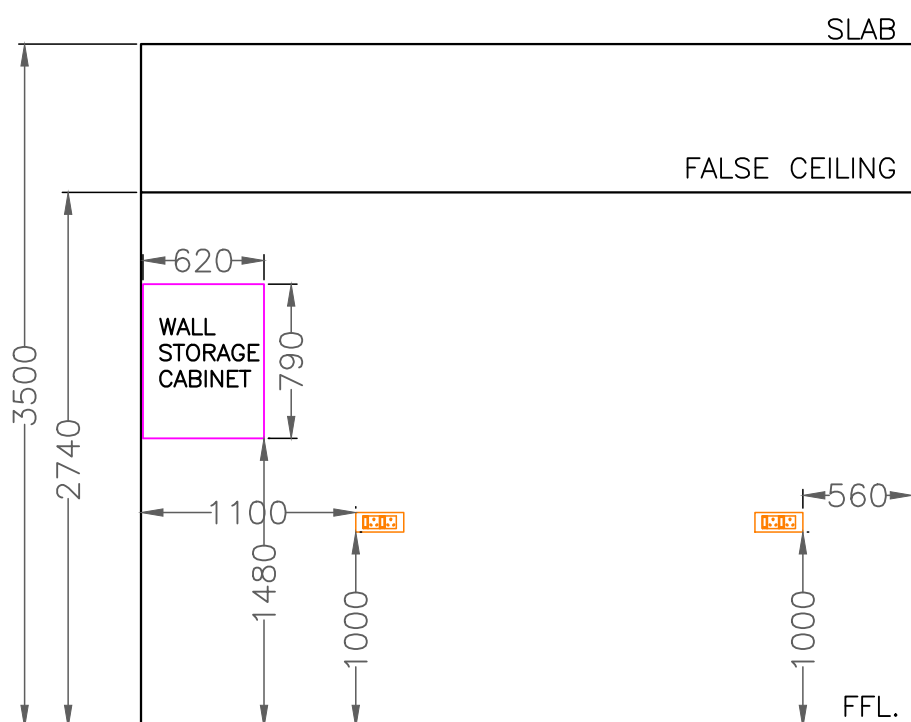 SLAB
FALSE CEILING
620
WALL
STORAGE
CABINET
790
3500
2740
560
1100
1480
1000
1000
FFL.